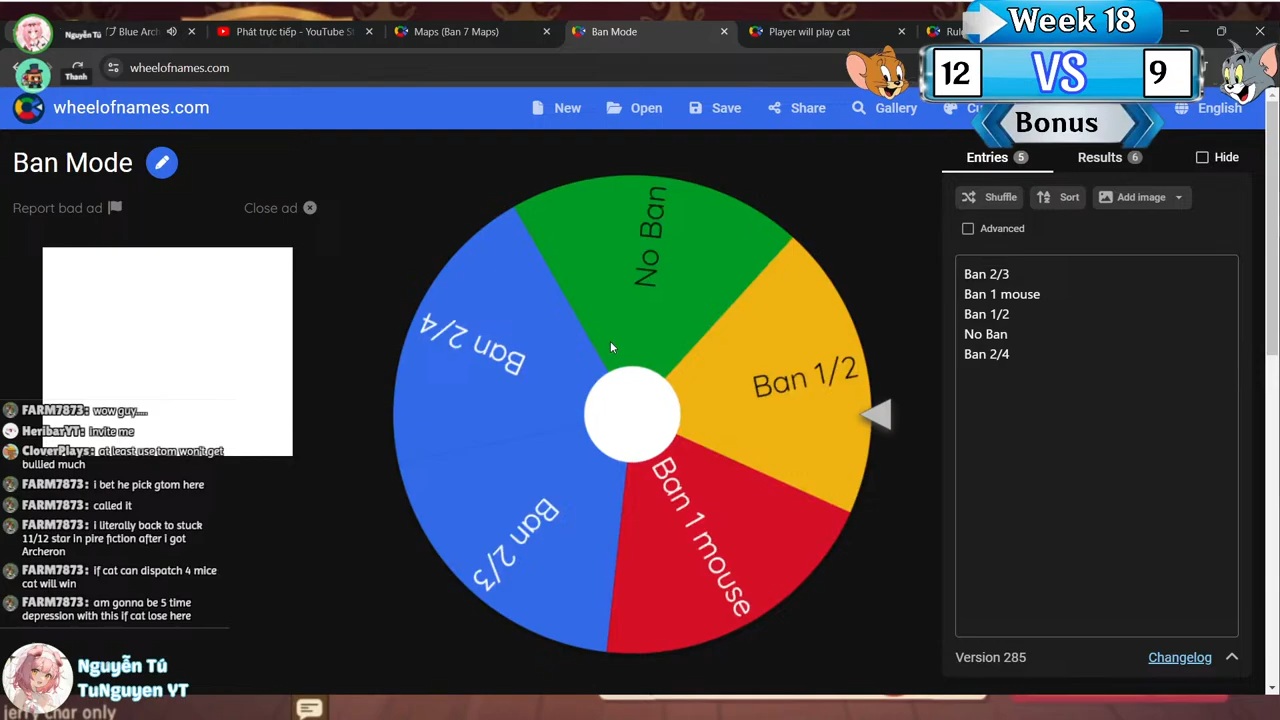 Week 18
12
VS
9
Bonus
Nguyễn Tú
Thanh
Blue Arc
Phát trực tiếp - YouTube S
Maps (Ban 7 Maps)
Ban Mode
Player will play cat
wheelofnames.com
wheelofnames.com
New
Open
Save
Share
Gallery
English
Ban Mode
Report bad ad
Close ad
Entries 5
Results 6
Hide
Shuffle
Sort
Add image
Advanced
Ban 2/3
Ban 1 mouse
Ban 1/2
No Ban
Ban 2/4
No Ban
Ban 1/2
Ban 1 mouse
Ban 2/3
Ban 2/4
FARM7873: wow guy.....
HeribarYT: invite me
CloverPlays: at least use tom won't get
bullied much
FARM7873: i bet he pick gtom here
FARM7873: called it
FARM7873: i literally back to stuck
11/12 star in pire fiction after i got
Archeron
FARM7873: if cat can dispatch 4 mice
cat will win
FARM7873: am gonna be 5 time
depression with this if cat lose here
Nguyễn Tú
TuNguyen YT
Version 285
Changelog
jerry char only